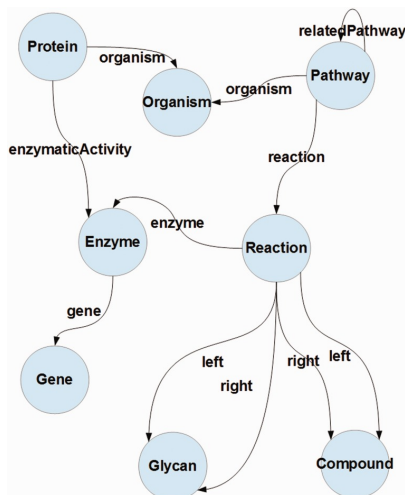 relatedPathway
Protein
organism
Pathway
organism
Organism
enzymaticActivity
reaction
enzyme
Enzyme
Reaction
gene
left
right
left
right
Gene
Glycan
Compound